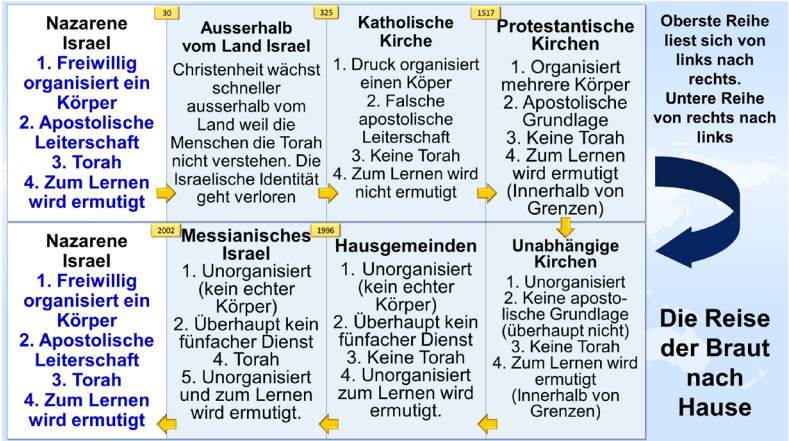 Nazarene
Israel
1. Freiwillig
organisiert ein
Körper
2. Apostolische
Leiterschaft
3. Torah
4. Zum Lernen
wird ermutigt
30
Ausserhalb
vom Land Israel
Christenheit wächst
schneller
ausserhalb vom
Land weil die
Menschen die Torah
nicht verstehen. Die
Israelische Identität
geht verloren
325
Katholische
Kirche
1. Druck organisiert
einen Köper
2. Falsche
apostolische
Leiterschaft
3. Keine Torah
4. Zum Lernen wird
nicht ermutigt
1517
Protestantische
Kirchen
1. Organisiert
mehrere Körper
2. Apostolische
Grundlage
3. Keine Torah
4. Zum Lernen
wird ermutigt
(Innerhalb von
Grenzen)
Oberste Reihe
liest sich von
links nach
rechts.
Untere Reihe
von rechts nach
links
Unabhängige
Kirchen
1. Unorganisiert
2. Keine aposto-
lische Grundlage
(überhaupt nicht)
3. Keine Torah
4. Zum Lernen wird
ermutigt
(Innerhalb von
Grenzen)
1996
Hausgemeinden
1. Unorganisiert
(kein echter
Körper)
2. Überhaupt kein
fünfacher Dienst
3. Keine Torah
4. Unorganisiert
zum Lernen wird
ermutigt.
2002
Messianisches
Israel
1. Unorganisiert
(kein echter
Körper)
2. Überhaupt kein
fünfacher Dienst
4. Torah
5. Unorganisiert
und zum Lernen
wird ermutigt.
Nazarene
Israel
1. Freiwillig
organisiert ein
Körper
2. Apostolische
Leiterschaft
3. Torah
4. Zum Lernen
wird ermutigt
Die Reise
der Braut
nach
Hause